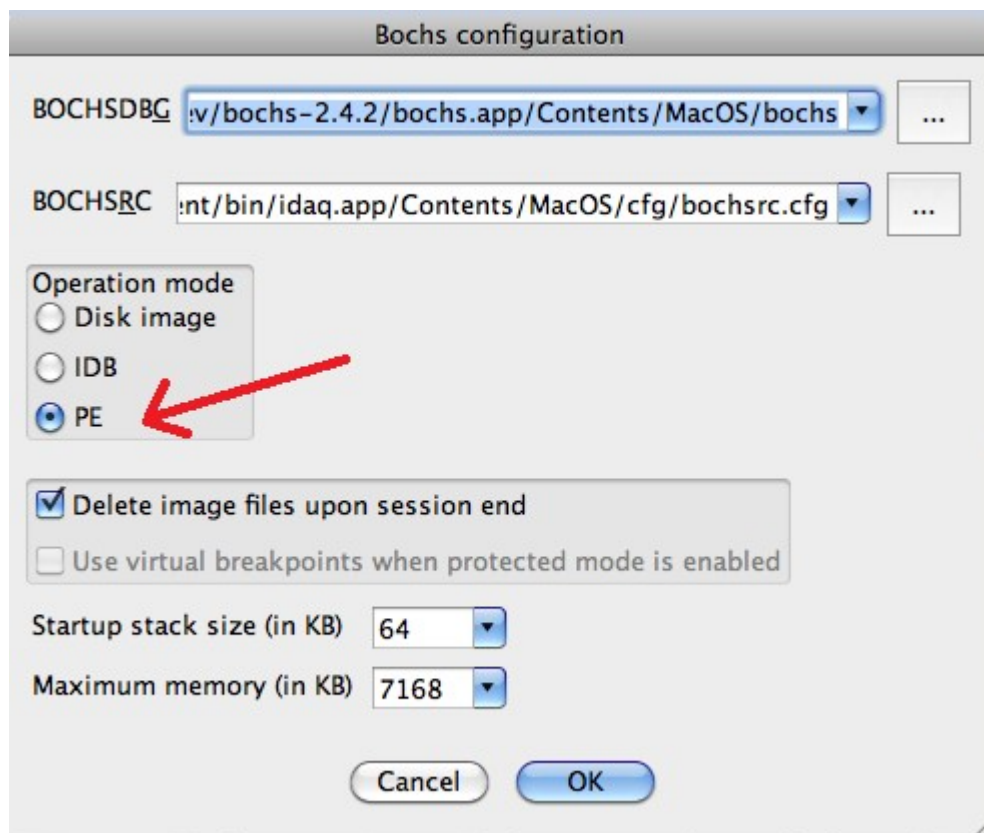 Bochs configuration
BOCHSDBG :v/bochs-2.4.2/bochs.app/Contents/MacOS/bochs ...
BOCHSRC :nt/bin/idaq.app/Contents/MacOS/cfg/bochsrc.cfg ...
Operation mode
Disk image
IDB
PE
Delete image files upon session end
Use virtual breakpoints when protected mode is enabled
Startup stack size (in KB) 64
Maximum memory (in KB) 7168
Cancel OK